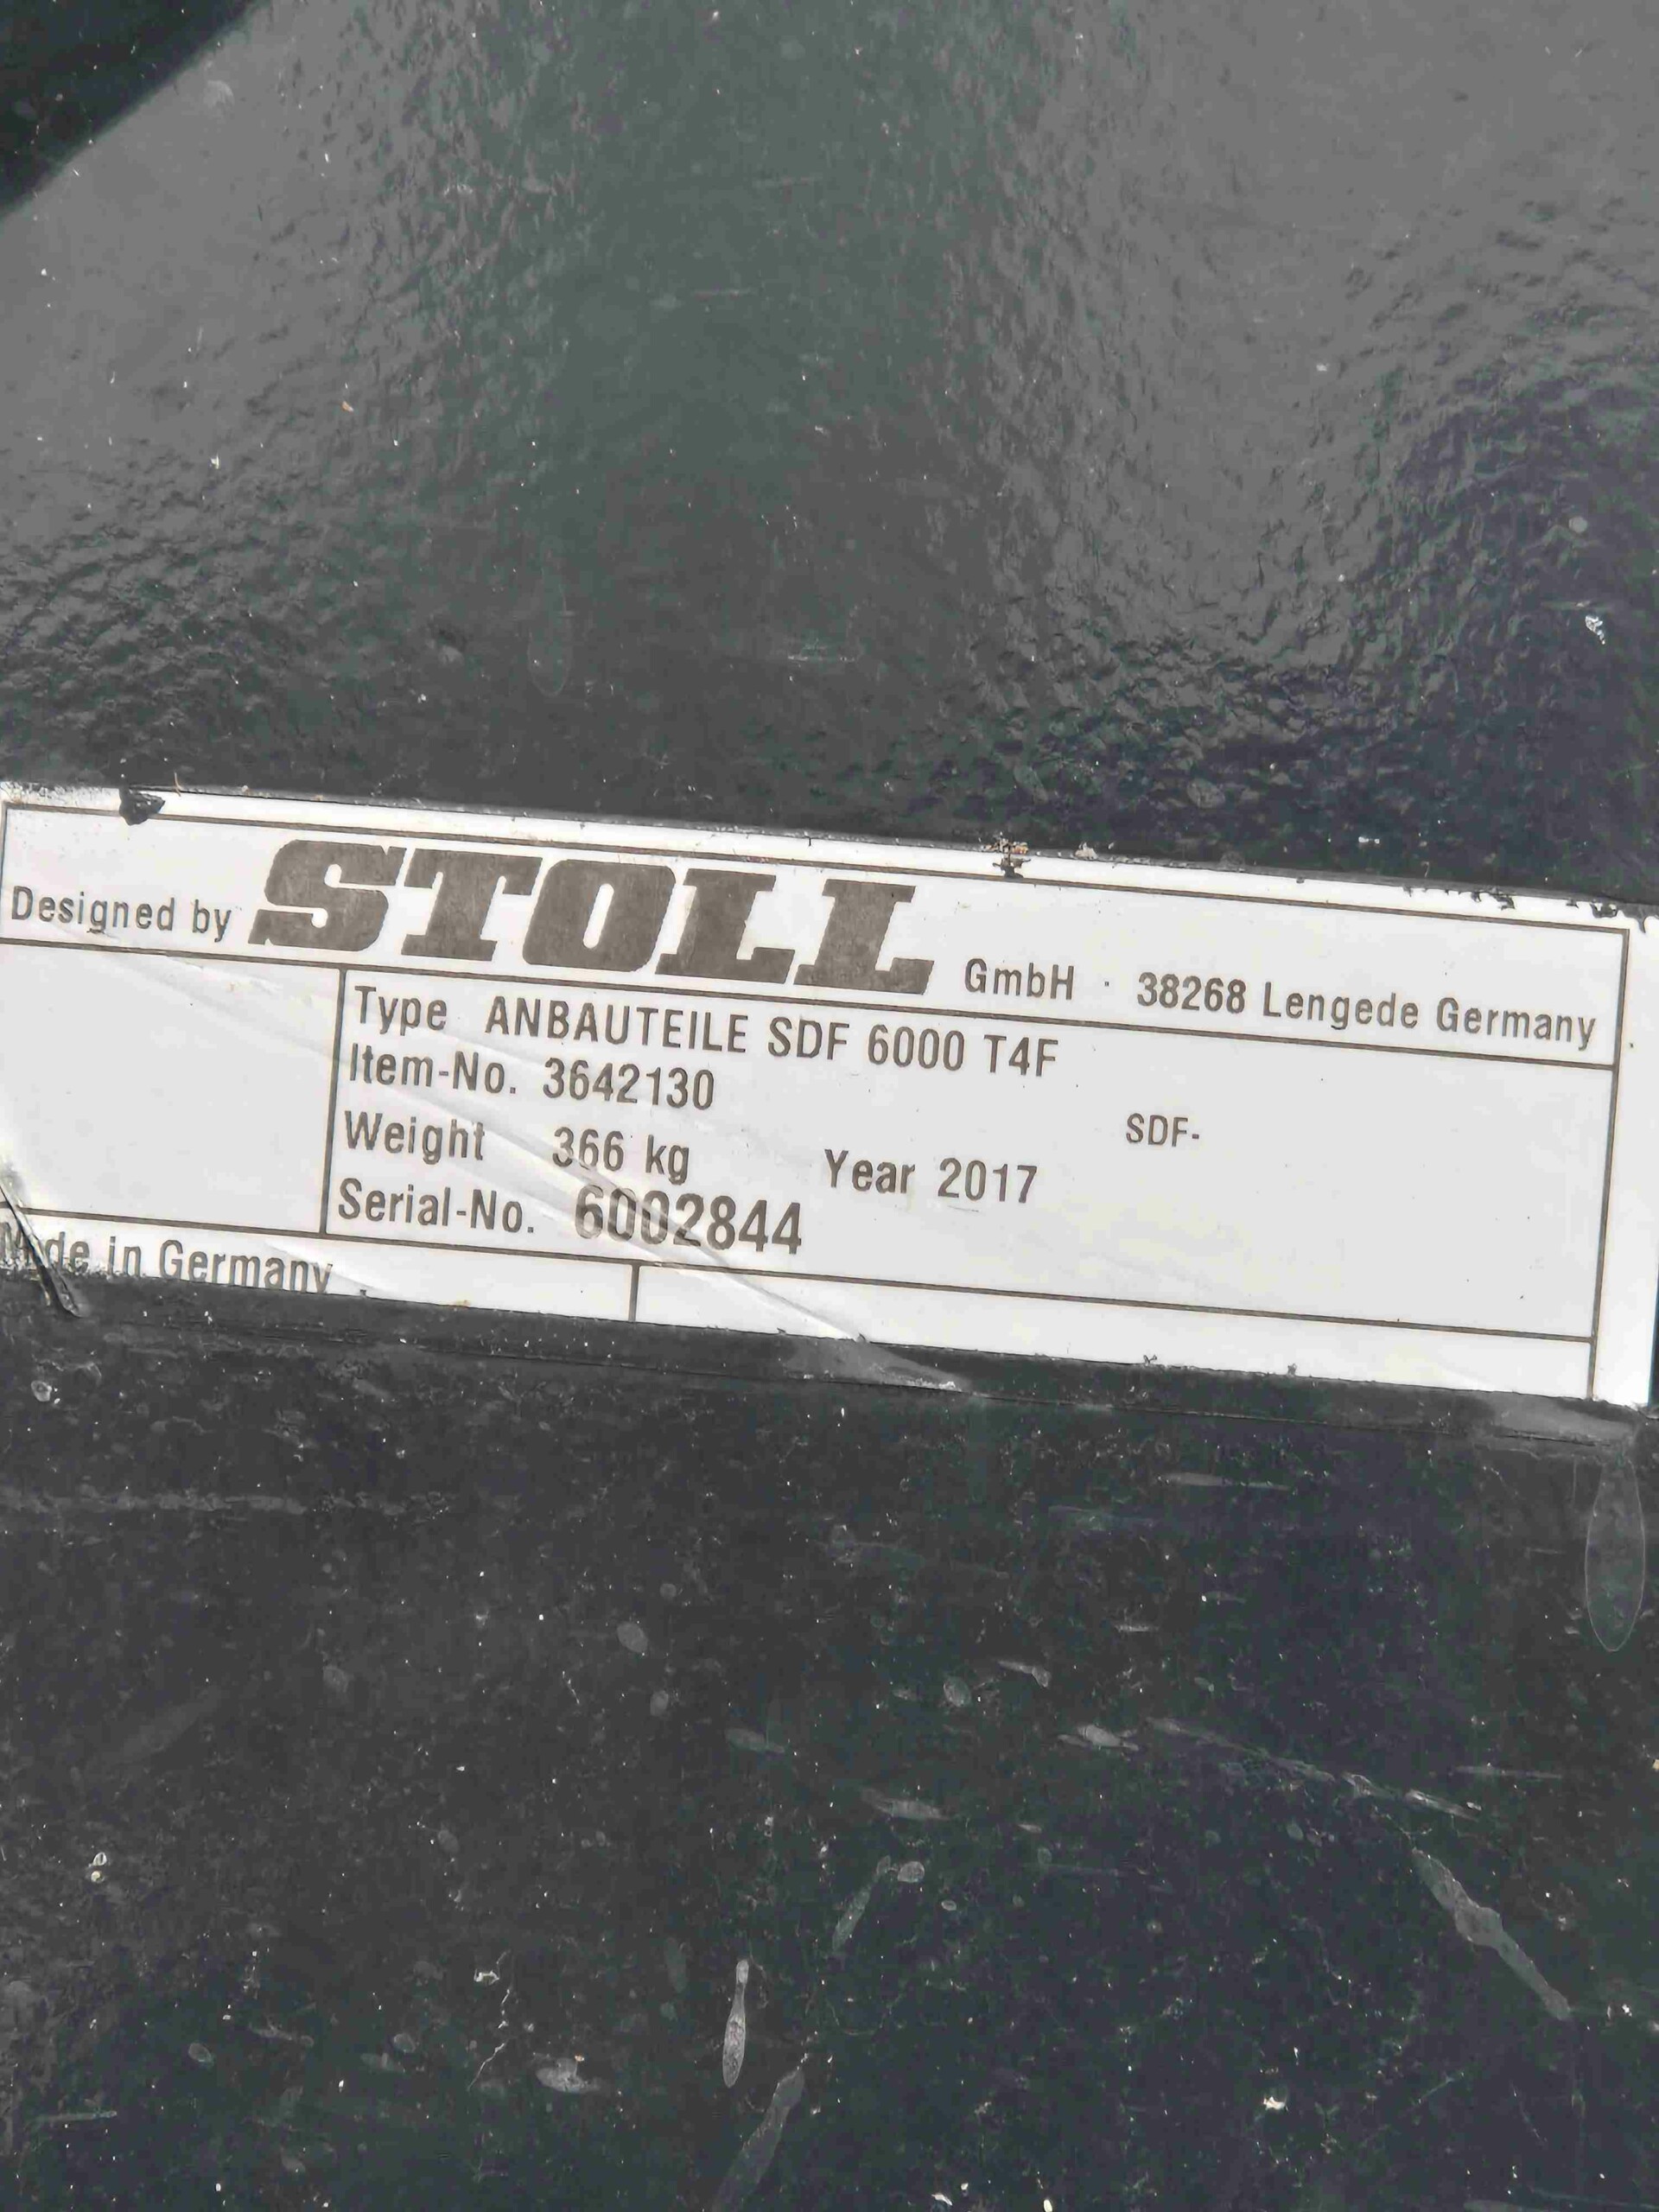 Designed by STOLL GmbH · 38268 Lengede Germany
Type ANBAUTEILE SDF 6000 T4F
Item-No. 3642130
SDF-
Weight 366 kg Year 2017
Serial-No. 6002844
Made in Germany